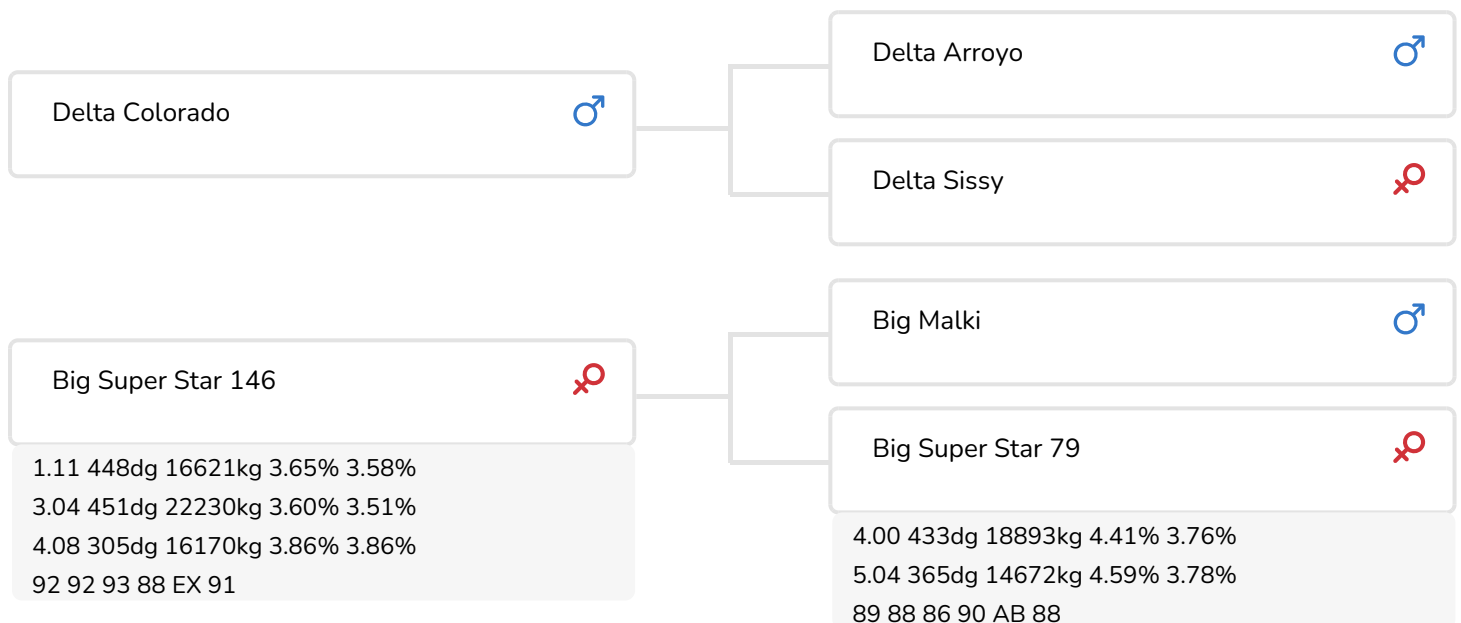 Delta Colorado
Delta Arroyo
Delta Sissy
Big Super Star 146
1.11 448dg 16621kg 3.65% 3.58%
3.04 451dg 22230kg 3.60% 3.51%
4.08 305dg 16170kg 3.86% 3.86%
92 92 93 88 EX 91
Big Malki
Big Super Star 79
4.00 433dg 18893kg 4.41% 3.76%
5.04 365dg 14672kg 4.59% 3.78%
89 88 86 90 AB 88